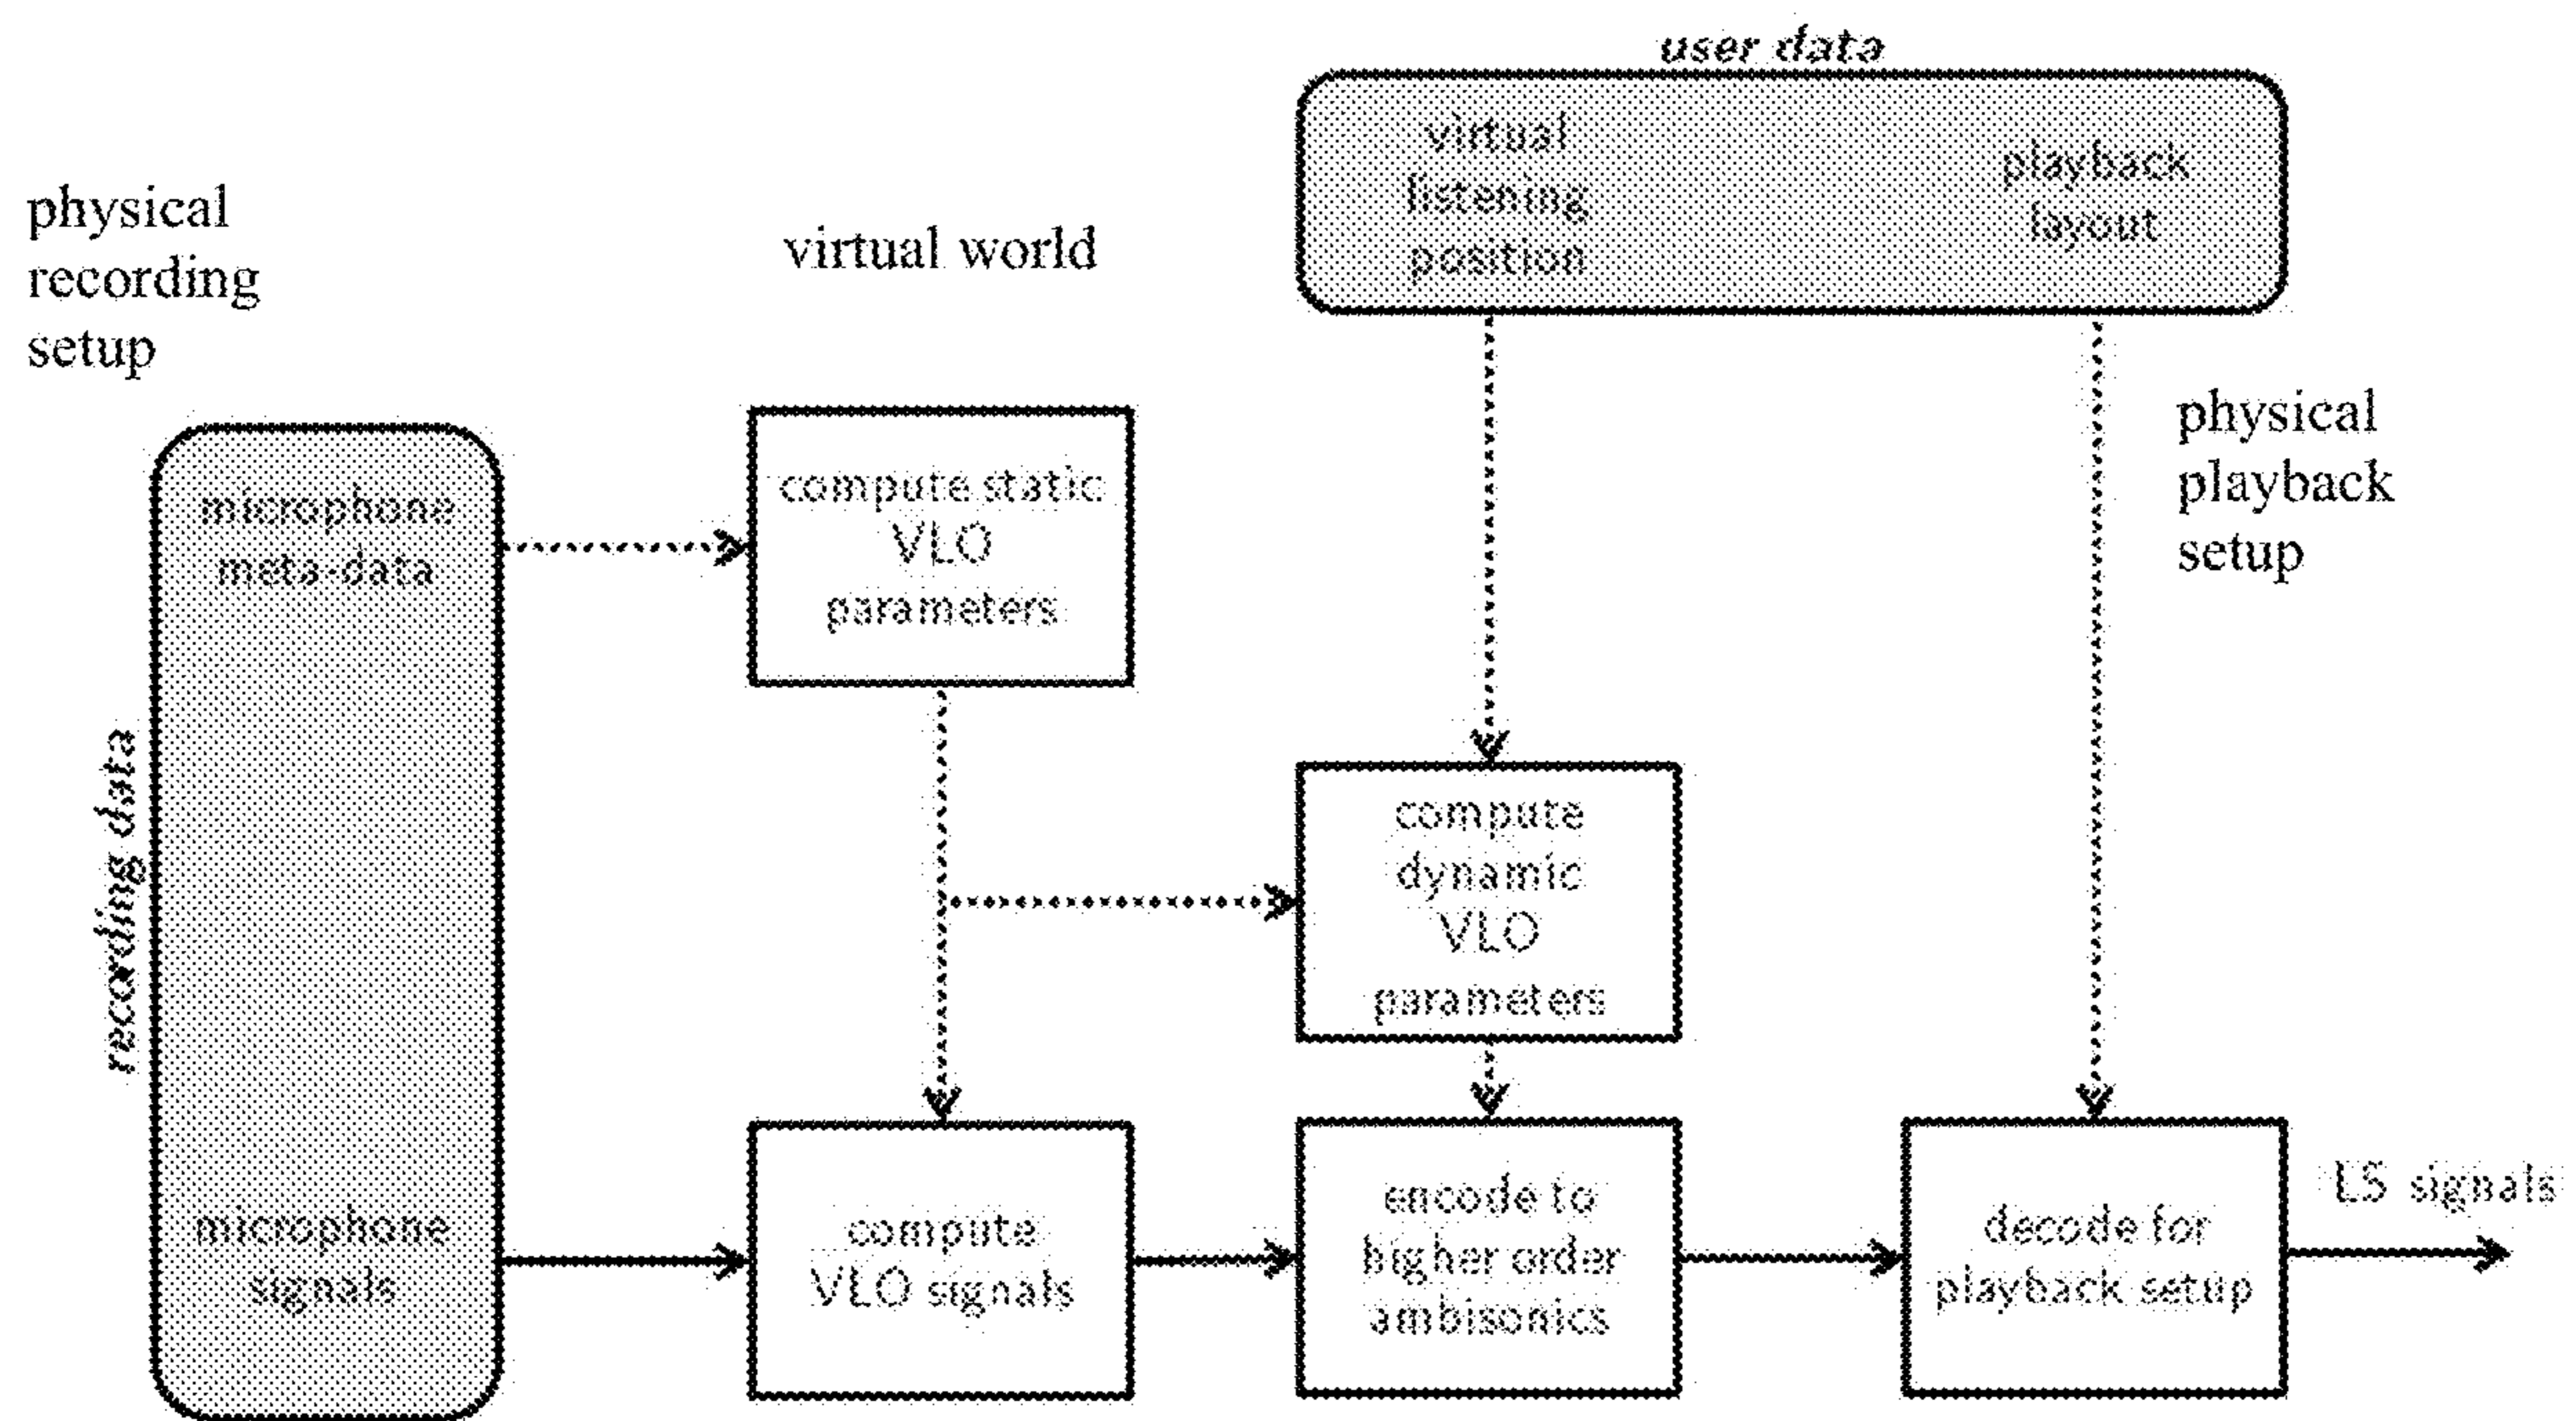 user data
virtual
listening
position
playback
layout
physical
recording
setup
virtual world
physical
playback
setup
microphone
meta-data
compute static
VLO
parameters
recording data
compute
dynamic
VLO
parameters
microphone
signals
compute
VLO signals
encode to
higher order
ambisonics
decode for
playback setup
LS signals